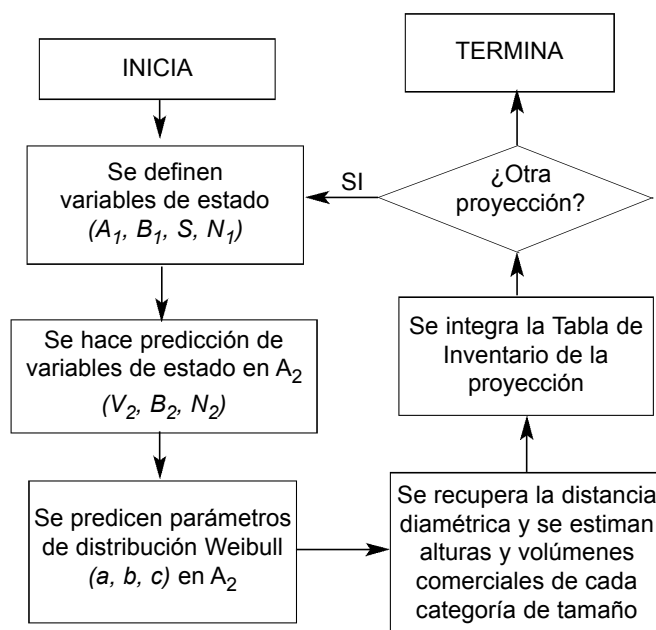 INICIA
Se definen
variables de estado
(A1, B1, S, N1)
Se hace predicción de
variables de estado en A2
(V2, B2, N2)
Se predicen parámetros
de distribución Weibull
(a, b, c) en A2
Se recupera la distancia
diamétrica y se estiman
alturas y volúmenes
comerciales de cada
categoría de tamaño
Se integra la Tabla de
Inventario de la
proyección
¿Otra
proyección?
SI
TERMINA